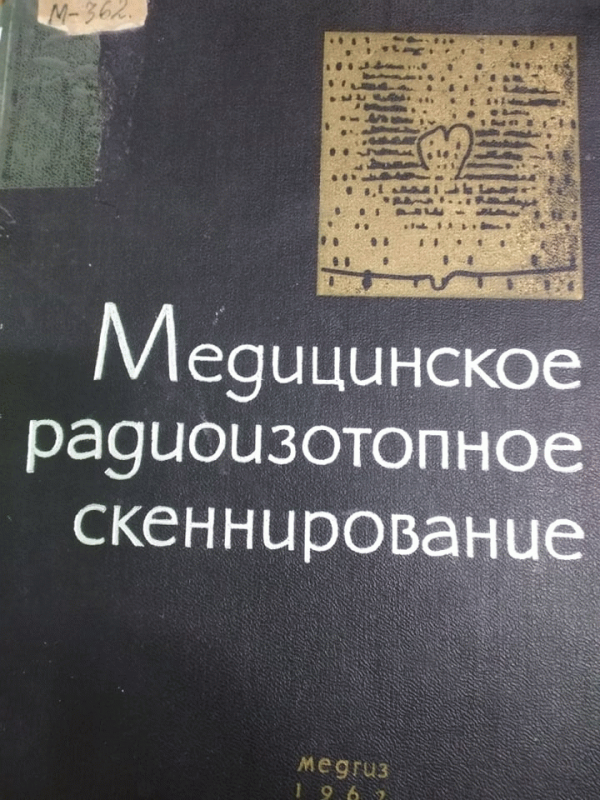 М-362.
Медицинское
радиоизотопное
скеннирование
медгиз